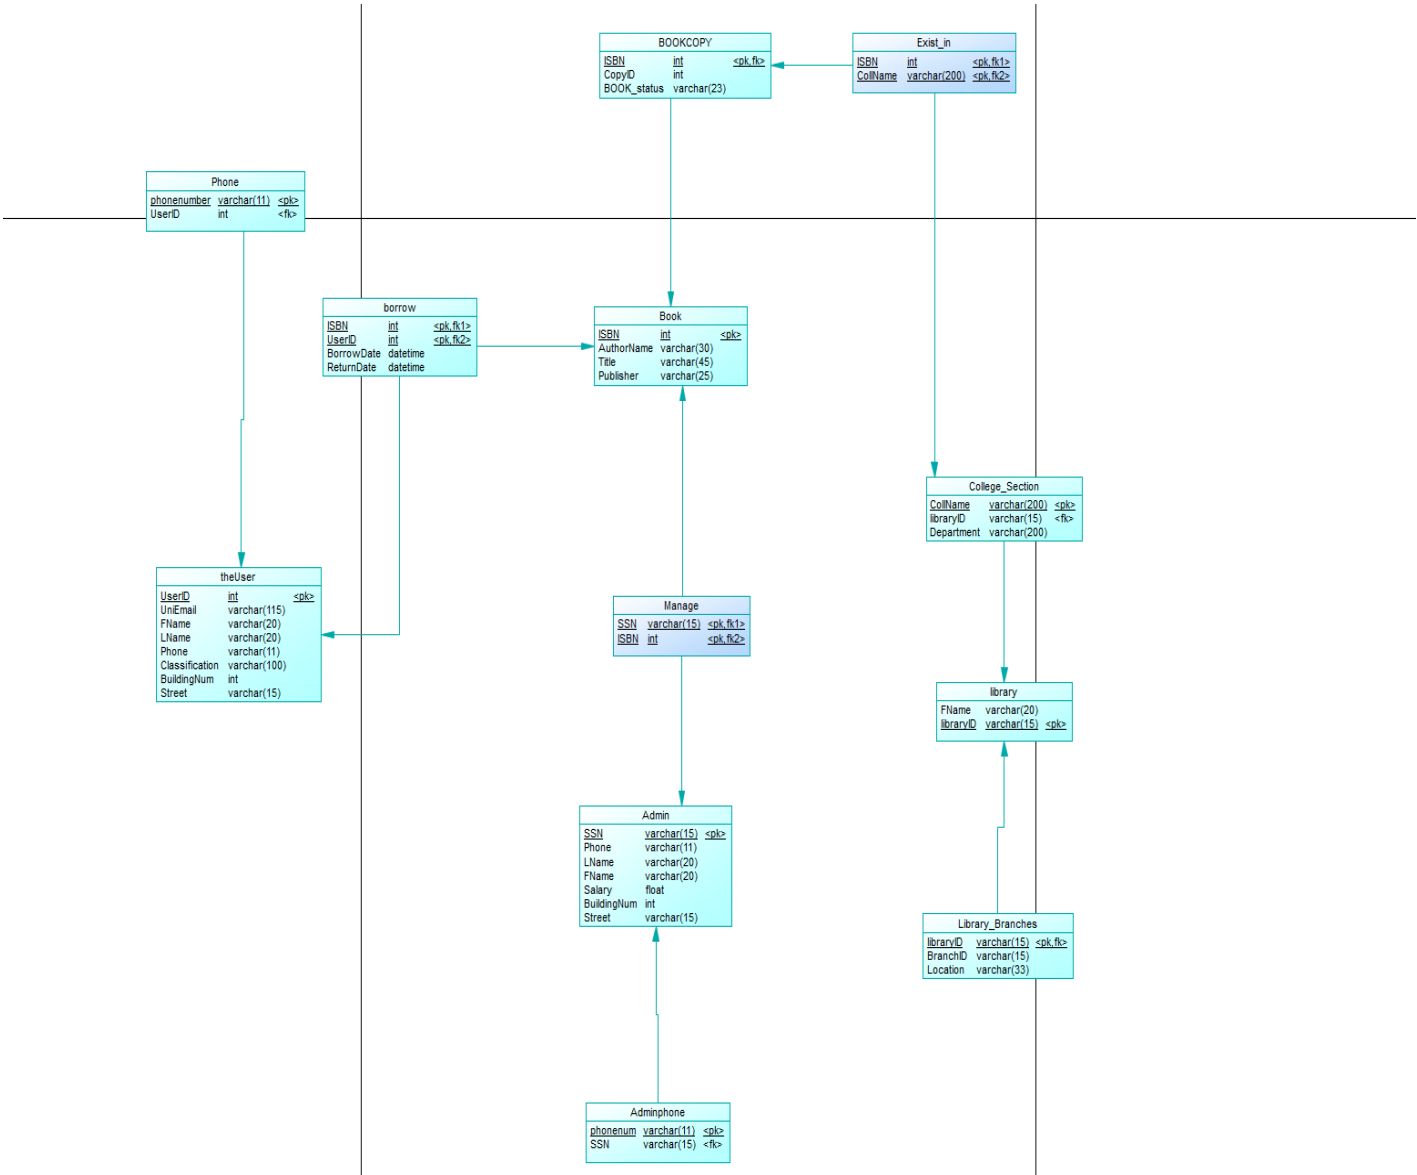 BOOKCOPY
ISBN int <pk,fk>
CopyID int
BOOK_status varchar(23)
Exist_in
ISBN int <pk,fk1>
CollName varchar(200) <pk,fk2>
Phone
phonenumber varchar(11) <pk>
UserID int <fk>
borrow
ISBN int <pk,fk1>
UserID int <pk,fk2>
BorrowDate datetime
ReturnDate datetime
Book
ISBN int <pk>
AuthorName varchar(30)
Title varchar(45)
Publisher varchar(25)
College_Section
CollName varchar(200) <pk>
libraryID varchar(15) <fk>
Department varchar(200)
theUser
UserID int <pk>
UniEmail varchar(115)
FName varchar(20)
LName varchar(20)
Phone varchar(11)
Classification varchar(100)
BuildingNum int
Street varchar(15)
Manage
SSN varchar(15) <pk,fk1>
ISBN int <pk,fk2>
library
FName varchar(20)
libraryID varchar(15) <pk>
Admin
SSN varchar(15) <pk>
Phone varchar(11)
LName varchar(20)
FName varchar(20)
Salary float
BuildingNum int
Street varchar(15)
Library_Branches
libraryID varchar(15) <pk,fk>
BranchID varchar(15)
Location varchar(33)
Adminphone
phonenum varchar(11) <pk>
SSN varchar(15) <fk>